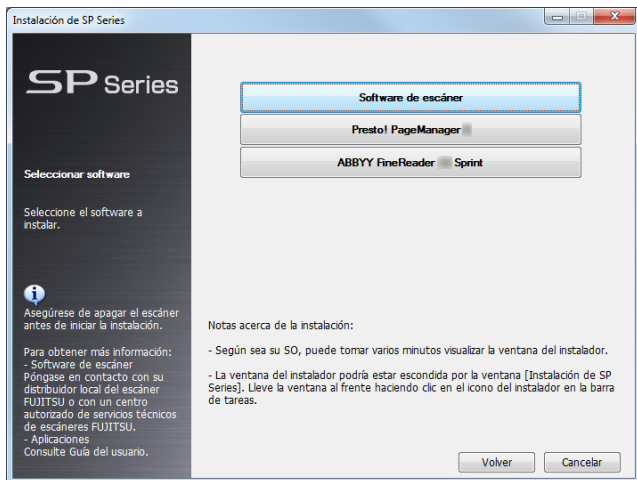 Instalación de SP Series
SP Series
Seleccionar software
Seleccione el software a
instalar.
Asegúrese de apagar el escáner
antes de iniciar la instalación.
Para obtener más información:
- Software de escáner
Póngase en contacto con su
distribuidor local del escáner
FUJITSU o con un centro
autorizado de servicios técnicos
de escáneres FUJITSU.
- Aplicaciones
Consulte Guía del usuario.
Software de escáner
Presto! PageManager
ABBYY FineReader Sprint
Notas acerca de la instalación:
- Según sea su SO, puede tomar varios minutos visualizar la ventana del instalador.
- La ventana del instalador podría estar escondida por la ventana [Instalación de SP
Series]. Lleve la ventana al frente haciendo clic en el icono del instalador en la barra
de tareas.
Volver
Cancelar